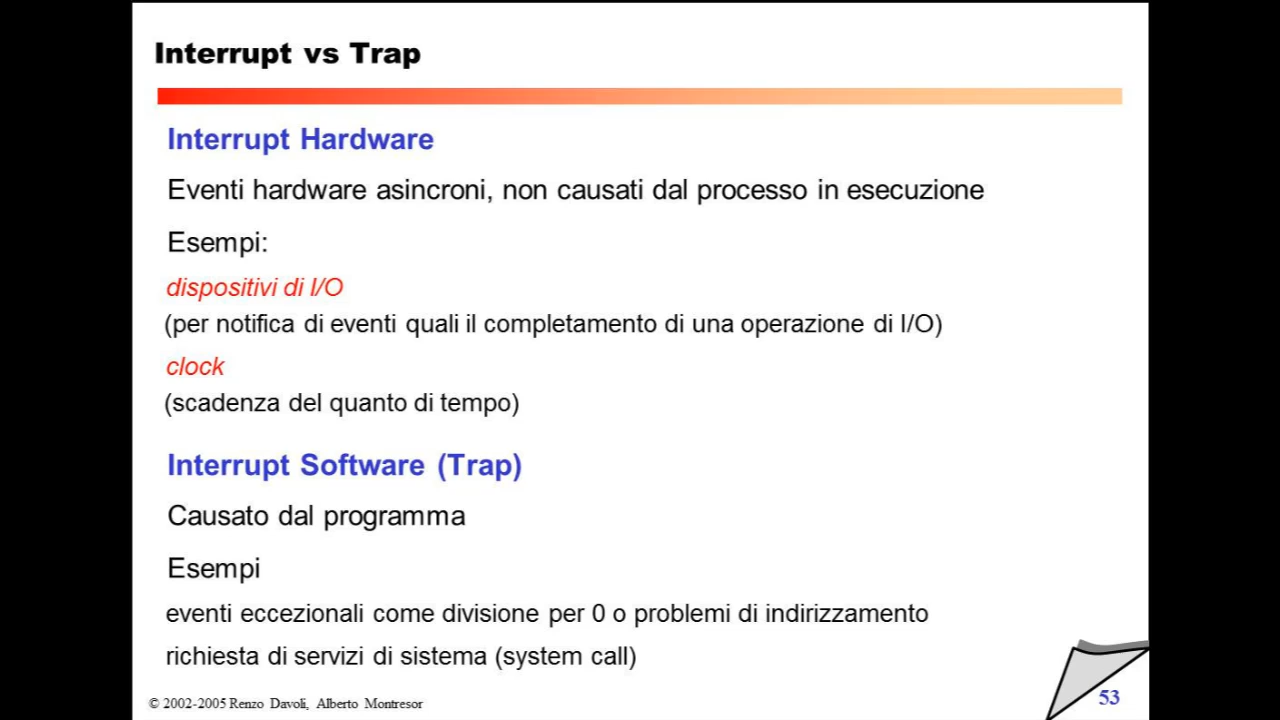 Interrupt vs Trap
Interrupt Hardware
Eventi hardware asincroni, non causati dal processo in esecuzione
Esempi:
dispositivi di I/O
(per notifica di eventi quali il completamento di una operazione di I/O)
clock
(scadenza del quanto di tempo)
Interrupt Software (Trap)
Causato dal programma
Esempi
eventi eccezionali come divisione per 0 o problemi di indirizzamento
richiesta di servizi di sistema (system call)
© 2002-2005 Renzo Davoli, Alberto Montresor
53